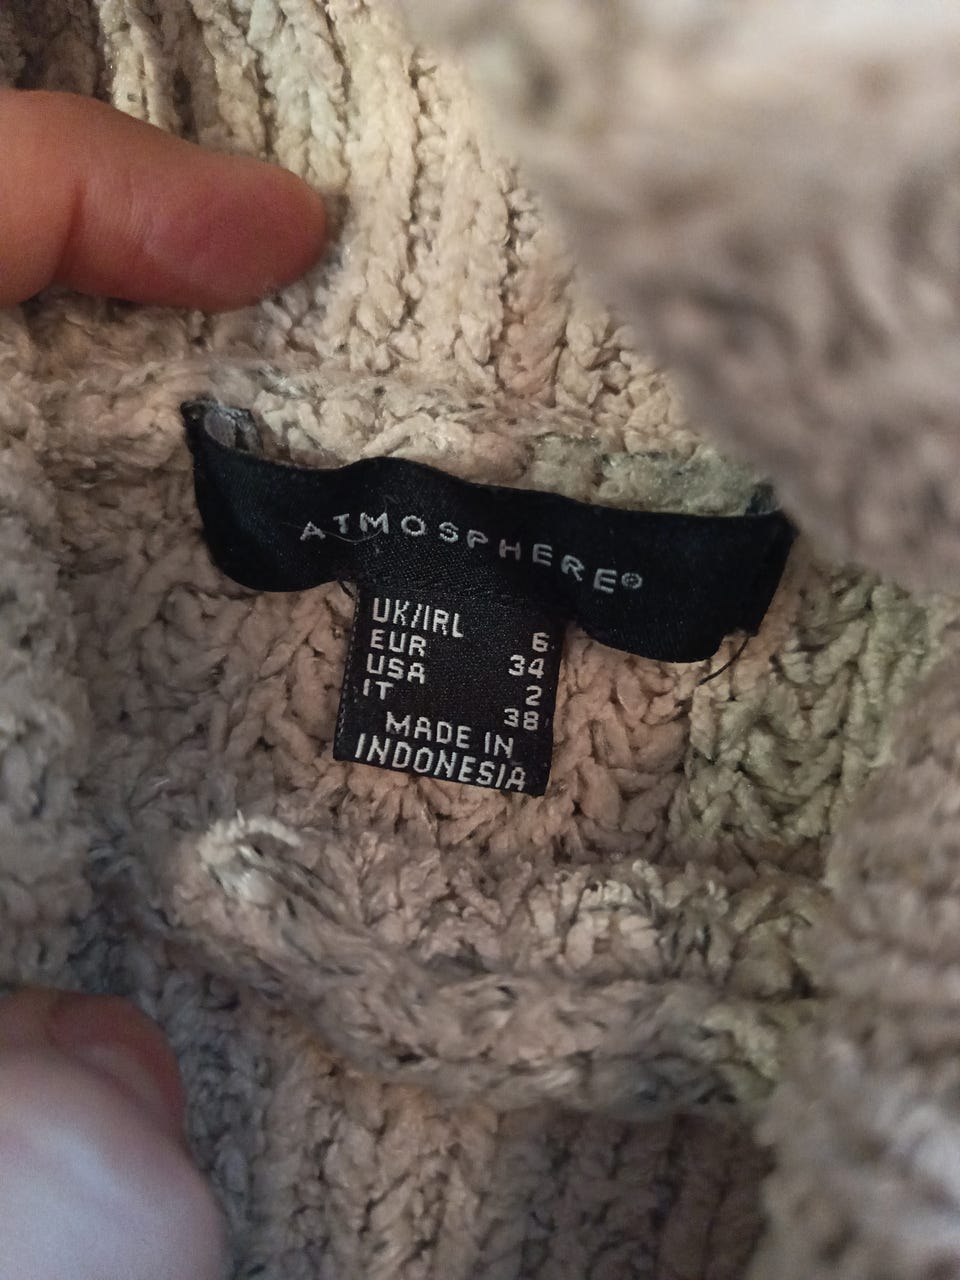 ATMOSPHERE®
UK/IRL 6
EUR 34
USA 2
IT 38
MADE IN
INDONESIA